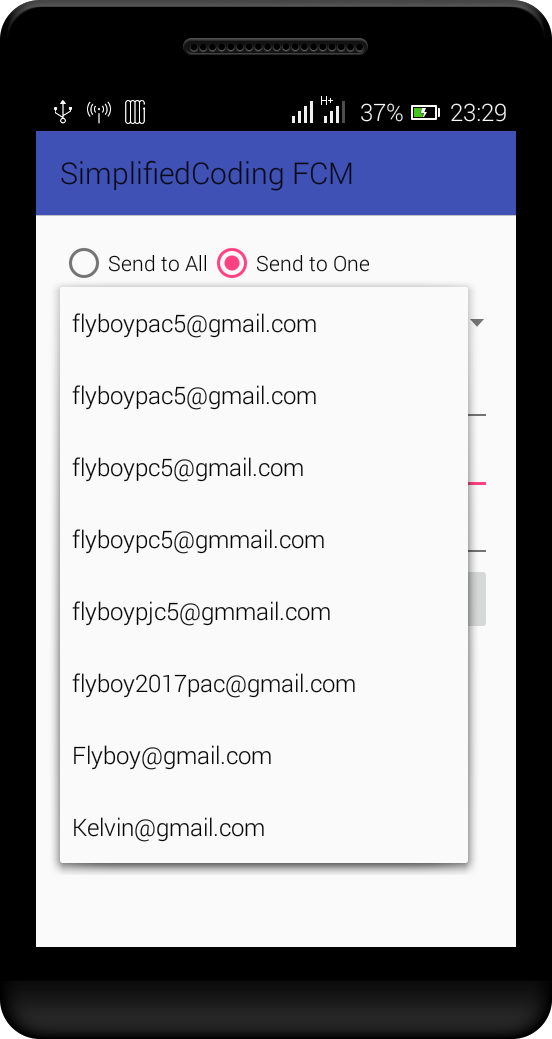 H+ 37% 23:29
SimplifiedCoding FCM
Send to All Send to One
flyboypac5@gmail.com
flyboypac5@gmail.com
flyboypc5@gmail.com
flyboypc5@gmmail.com
flyboypjc5@gmmail.com
flyboy2017pac@gmail.com
Flyboy@gmail.com
Kelvin@gmail.com